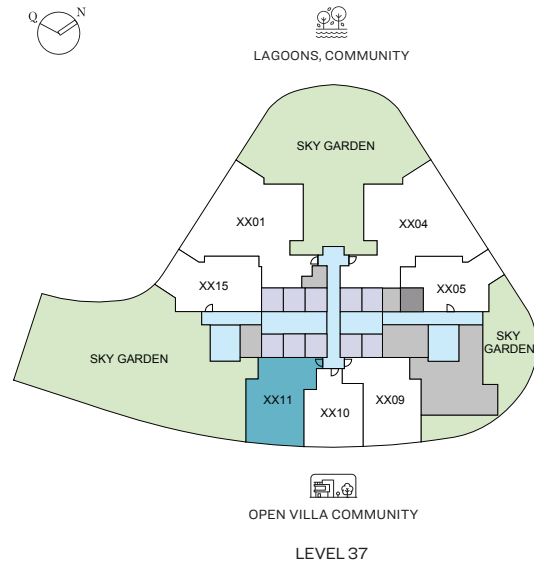 Q N
LAGOONS, COMMUNITY
SKY GARDEN
XX01
XX04
XX15
XX05
SKY GARDEN
SKY
GARDEN
XX11
XX10
XX09
OPEN VILLA COMMUNITY
LEVEL 37